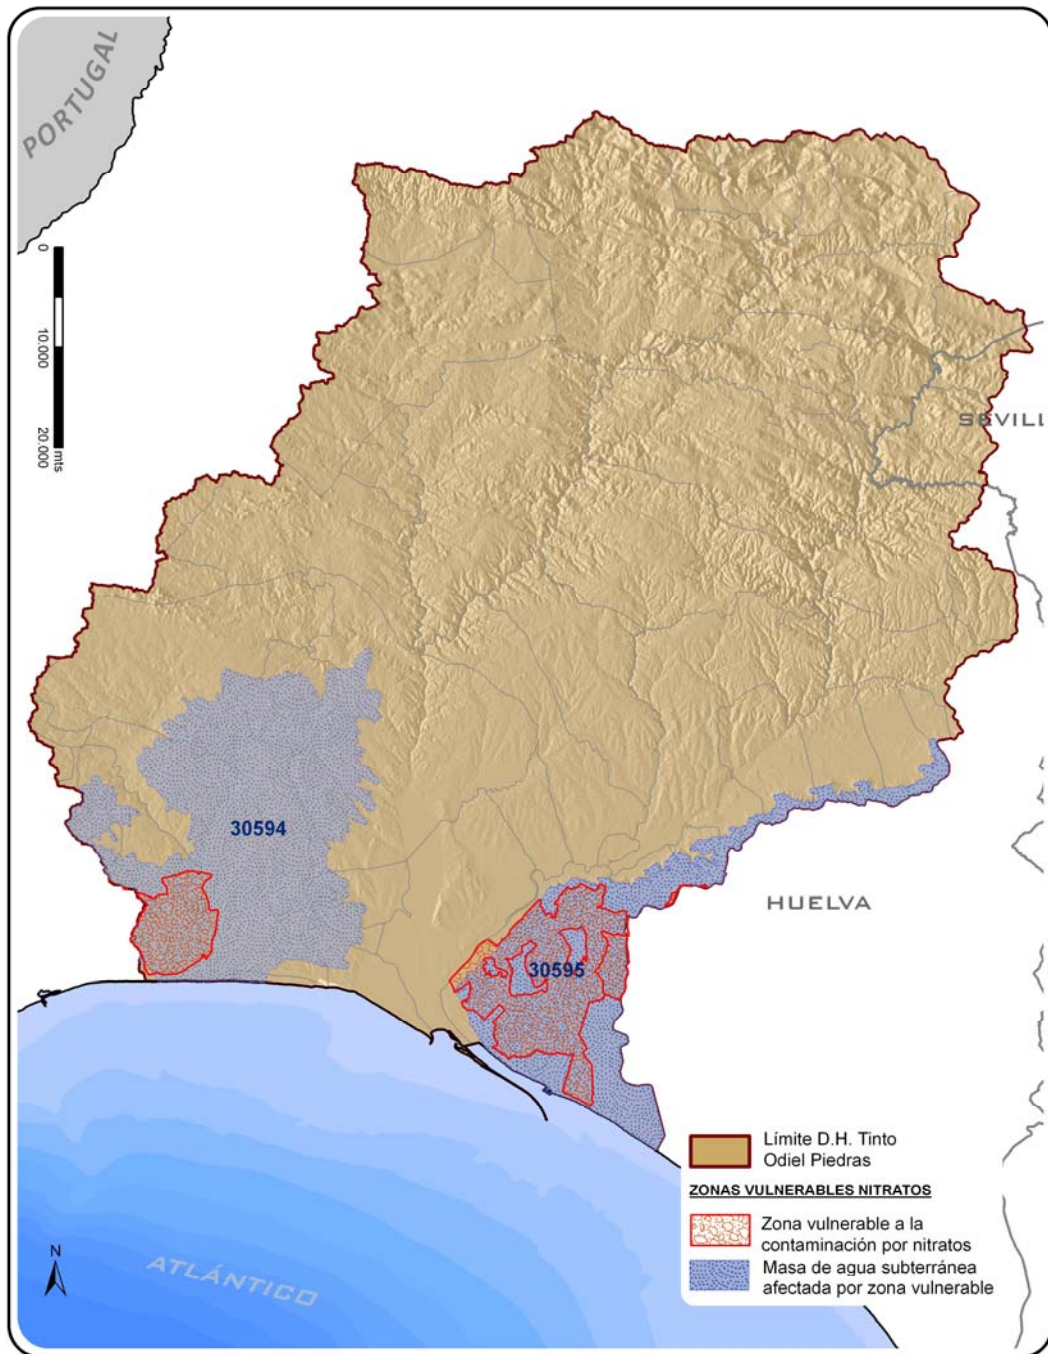 PORTUGAL
0
10.000
20.000
mts
SEVILL
30594
HUELVA
30595
Límite D.H. Tinto
Odiel Piedras
ZONAS VULNERABLES NITRATOS
Zona vulnerable a la
contaminación por nitratos
Masa de agua subterránea
afectada por zona vulnerable
N
ATLÁNTICO